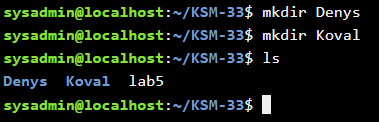 sysadmin@localhost:~/KSM-33$ mkdir Denys
sysadmin@localhost:~/KSM-33$ mkdir Koval
sysadmin@localhost:~/KSM-33$ ls
Denys  Koval  lab5
sysadmin@localhost:~/KSM-33$